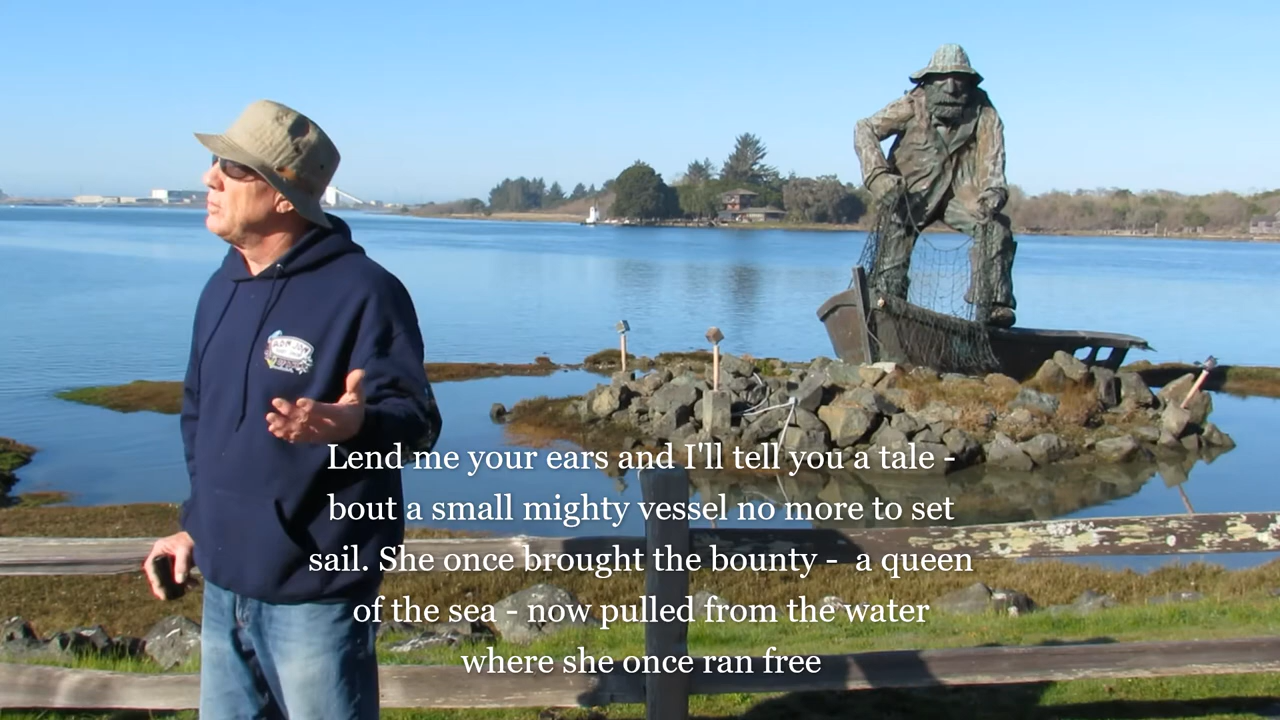 Lend me your ears and I'll tell you a tale -
bout a small mighty vessel no more to set
sail. She once brought the bounty -  a queen
of the sea - now pulled from the water
where she once ran free